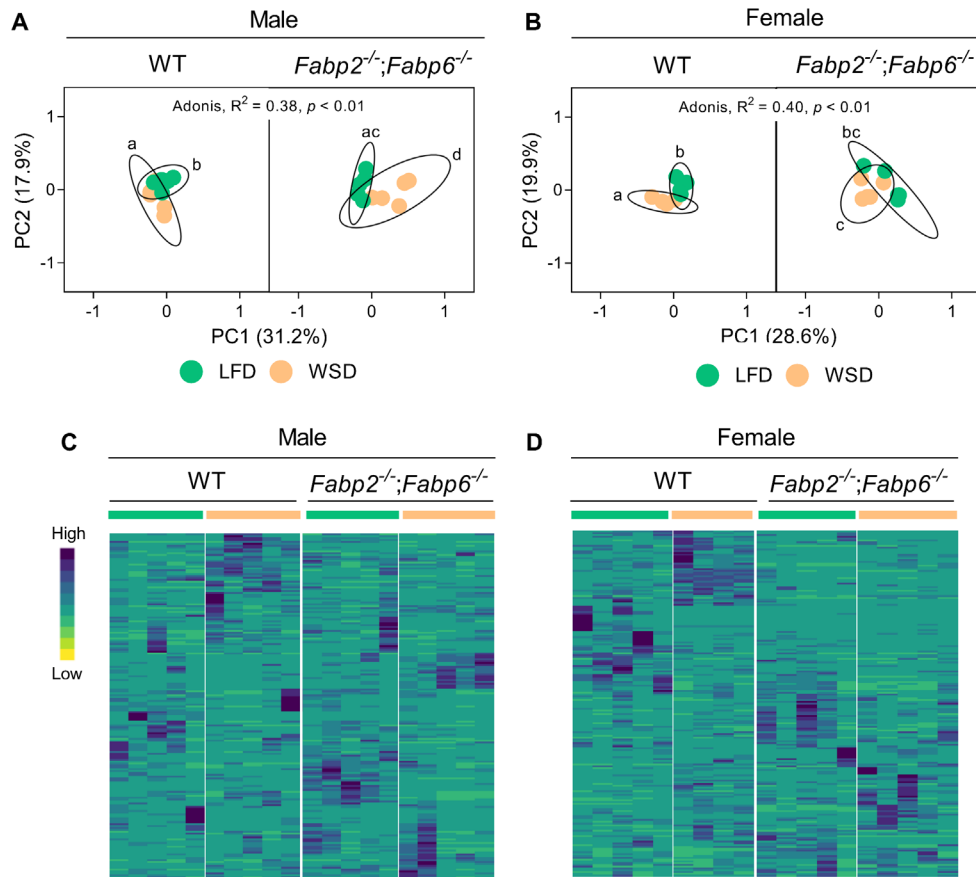 A
Male
WT
Fabp2-/-;Fabp6-/-
Adonis, R2 = 0.38, p < 0.01
a
b
ac
d
PC2 (17.9%)
1
0
-1
-1
0
1
0
1
PC1 (31.2%)
LFD
WSD
B
Female
WT
Fabp2-/-;Fabp6-/-
Adonis, R2 = 0.40, p < 0.01
a
b
bc
c
PC2 (19.9%)
1
0
-1
-1
0
1
0
1
PC1 (28.6%)
LFD
WSD
C
Male
WT
Fabp2-/-;Fabp6-/-
High
Low
D
Female
WT
Fabp2-/-;Fabp6-/-